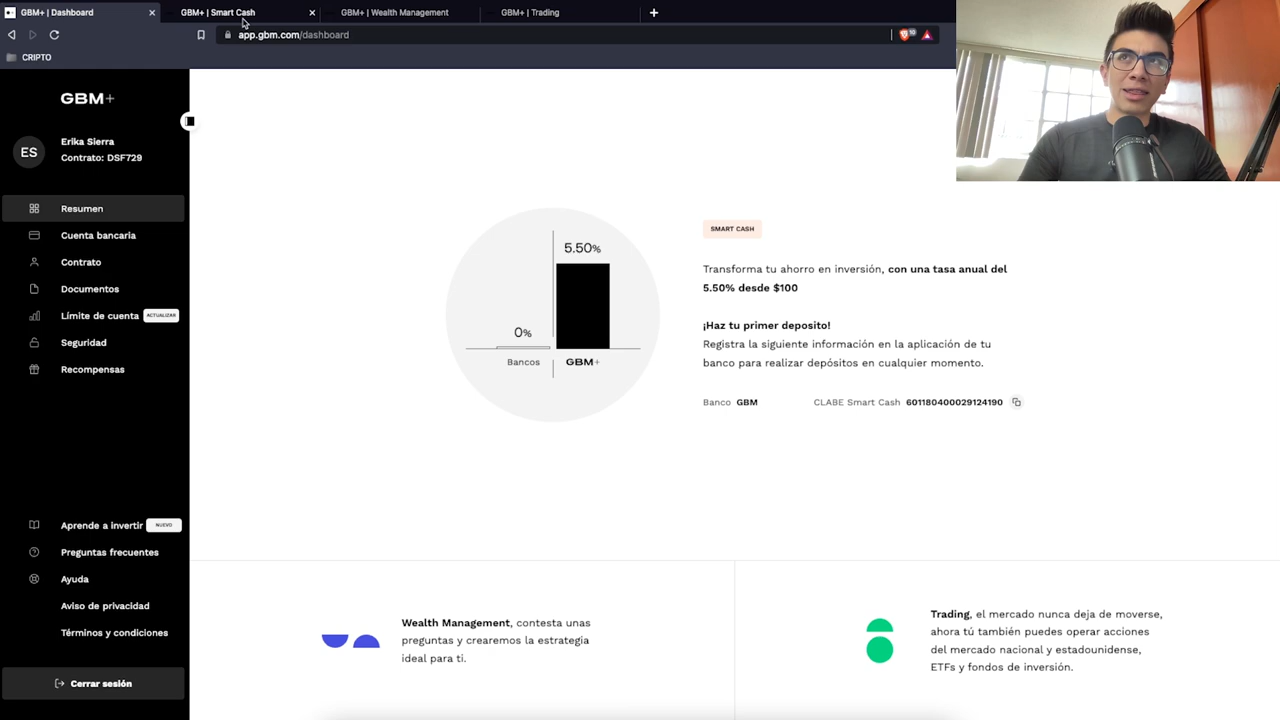 GBM+ | Dashboard
GBM+ | Smart Cash
GBM+ | Wealth Management
GBM+ | Trading
app.gbm.com/dashboard
10
CRIPTO
GBM+
ES
Erika Sierra
Contrato: DSF729
Resumen
Cuenta bancaria
Contrato
Documentos
Límite de cuenta ACTUALIZAR
Seguridad
Recompensas
Aprende a invertir NUEVO
Preguntas frecuentes
Ayuda
Aviso de privacidad
Términos y condiciones
Cerrar sesión
5.50%
0%
Bancos
GBM+
SMART CASH
Transforma tu ahorro en inversión, con una tasa anual del
5.50% desde $100
¡Haz tu primer deposito!
Registra la siguiente información en la aplicación de tu
banco para realizar depósitos en cualquier momento.
Banco GBM
CLABE Smart Cash 601180400029124190
Wealth Management, contesta unas
preguntas y crearemos la estrategia
ideal para ti.
Trading, el mercado nunca deja de moverse,
ahora tú también puedes operar acciones
del mercado nacional y estadounidense,
ETFs y fondos de inversión.